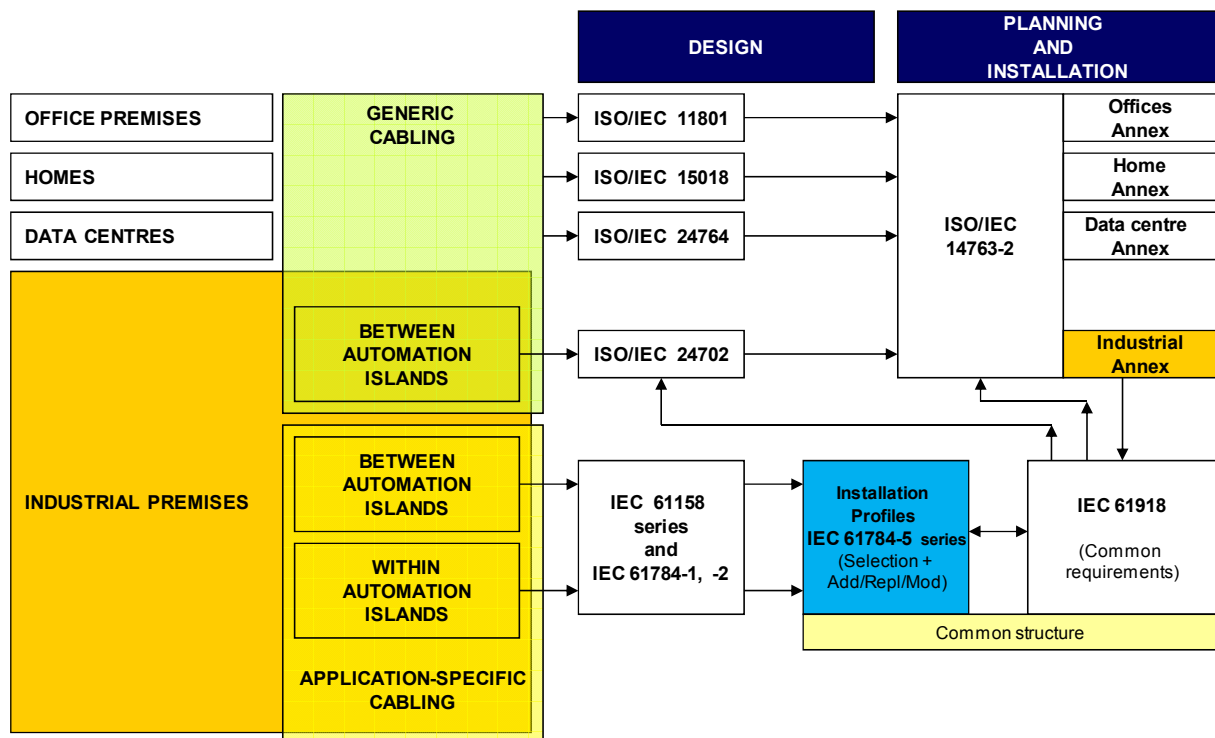 DESIGN
PLANNING
AND
INSTALLATION
OFFICE PREMISES
GENERIC
CABLING
ISO/IEC 11801
Offices
Annex
HOMES
ISO/IEC 15018
Home
Annex
DATA CENTRES
ISO/IEC 24764
ISO/IEC
14763-2
Data centre
Annex
BETWEEN
AUTOMATION
ISLANDS
ISO/IEC 24702
Industrial
Annex
INDUSTRIAL PREMISES
BETWEEN
AUTOMATION
ISLANDS
WITHIN
AUTOMATION
ISLANDS
APPLICATION-SPECIFIC
CABLING
IEC 61158
series
and
IEC 61784-1, -2
Installation
Profiles
IEC 61784-5 series
(Selection +
Add/Repl/Mod)
IEC 61918
(Common
requirements)
Common structure